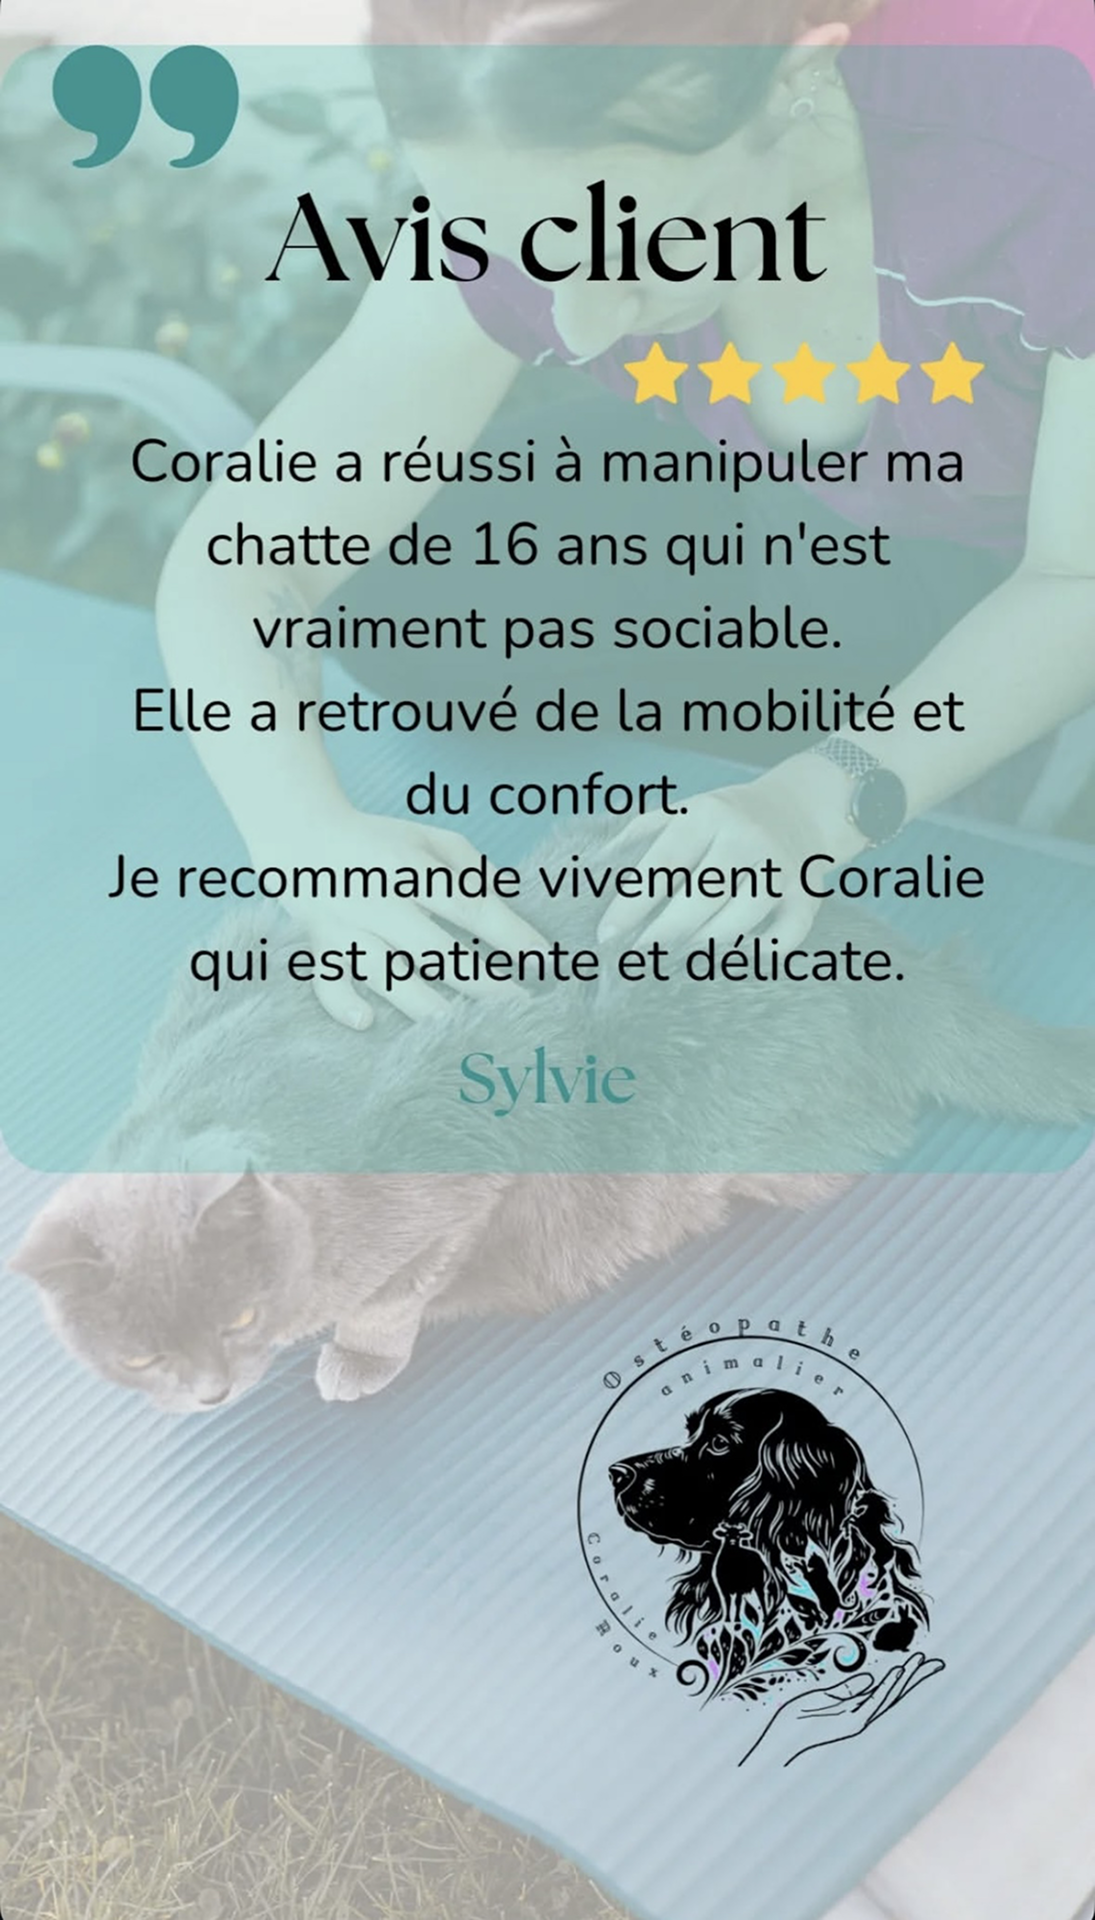 Avis client
Coralie a réussi à manipuler ma
chatte de 16 ans qui n'est
vraiment pas sociable.
Elle a retrouvé de la mobilité et
du confort.
Je recommande vivement Coralie
qui est patiente et délicate.
Sylvie
Ostéopathe
animalier
Coralie
Roux